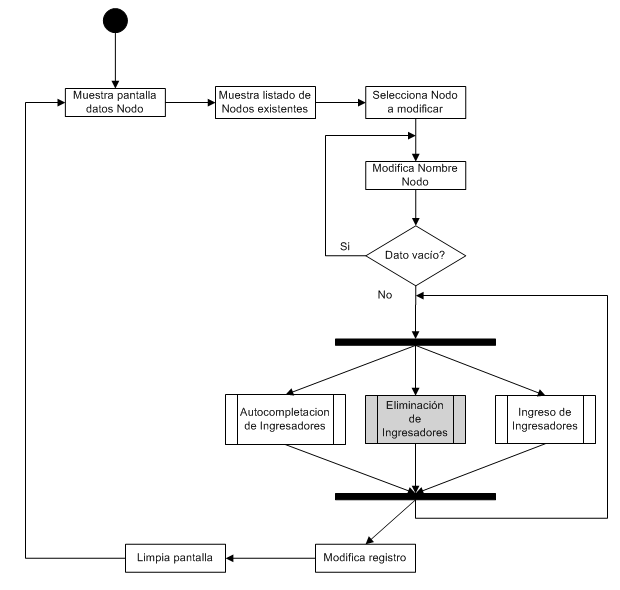 Muestra pantalla
datos Nodo
Muestra listado de
Nodos existentes
Selecciona Nodo
a modificar
Modifica Nombre
Nodo
Dato vacío?
Si
No
Autocompletacion
de Ingresadores
Eliminación
de
Ingresadores
Ingreso de
Ingresadores
Limpia pantalla
Modifica registro